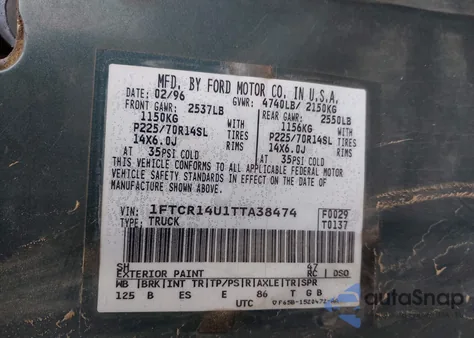 MFD. BY FORD MOTOR CO. IN U.S.A.
DATE: 02/96 GVWR: 4740LB/ 2150KG
FRONT GAWR: 2537LB REAR GAWR: 2550LB
1150KG WITH 1156KG WITH
P225/70R14SL TIRES P225/70R14SL TIRES
14X6.0J RIMS 14X6.0J RIMS
AT 35PSI COLD AT 35PSI COLD
THIS VEHICLE CONFORMS TO ALL APPLICABLE FEDERAL MOTOR
VEHICLE SAFETY STANDARDS IN EFFECT ON THE DATE OF
MANUFACTURE SHOWN ABOVE.
VIN: 1FTCR14U1TTA38474 F0029
TYPE: TRUCK T0137
SH 47
EXTERIOR PAINT RC DSO
WB BRK INT TR TP/PS R AXLE TR SPR
125 B ES E 86 T GB
UTC
autoSnap